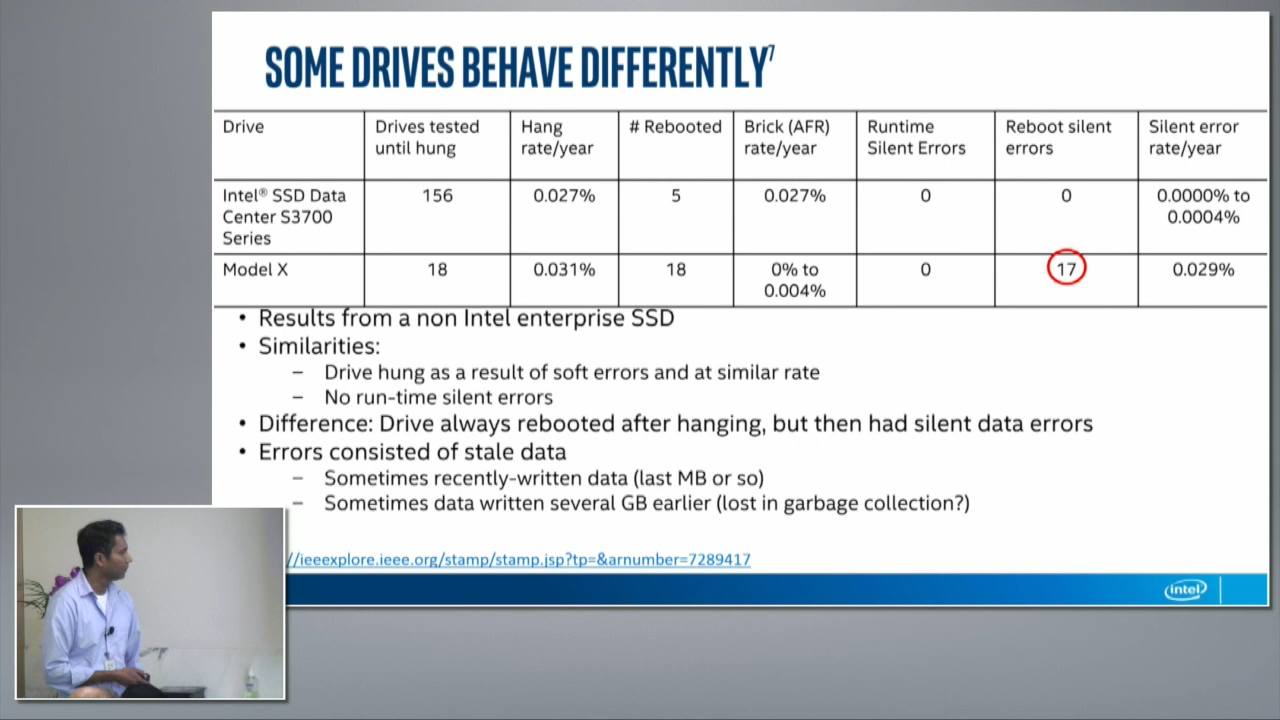 SOME DRIVES BEHAVE DIFFERENTLY7
Drive
Drives tested
until hung
Hang
rate/year
# Rebooted
Brick (AFR)
rate/year
Runtime
Silent Errors
Reboot silent
errors
Silent error
rate/year
Intel® SSD Data
Center S3700
Series
156
0.027%
5
0.027%
0
0
0.0000% to
0.0004%
Model X
18
0.031%
18
0% to
0.004%
0
17
0.029%
• Results from a non Intel enterprise SSD
• Similarities:
– Drive hung as a result of soft errors and at similar rate
– No run-time silent errors
• Difference: Drive always rebooted after hanging, but then had silent data errors
• Errors consisted of stale data
– Sometimes recently-written data (last MB or so)
– Sometimes data written several GB earlier (lost in garbage collection?)
//ieeexplore.ieee.org/stamp/stamp.jsp?tp=&arnumber=7289417
intel